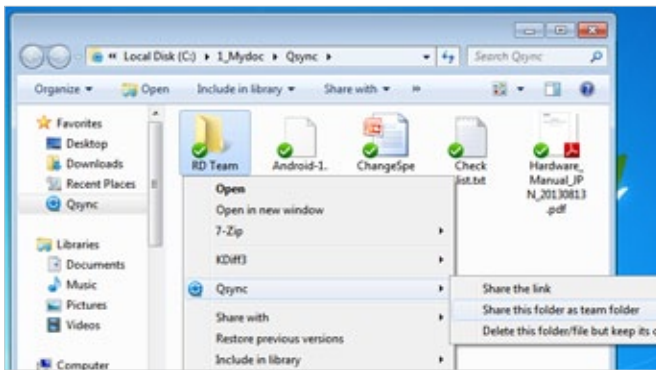 Local Disk (C:) ▸ 1_Mydoc ▸ Qsync ▸
Search Qsync
Organize
Open
Include in library
Share with
»
Favorites
Desktop
Downloads
Recent Places
Qsync
Libraries
Documents
Music
Pictures
Videos
Computer
RD Team
Android-1.
ChangeSpe
Check
list.txt
Hardware_
Manual_JP
N_20130813
.pdf
Open
Open in new window
7-Zip
KDiff3
Qsync
Share with
Restore previous versions
Include in library
Share the link
Share this folder as team folder
Delete this folder/file but keep its